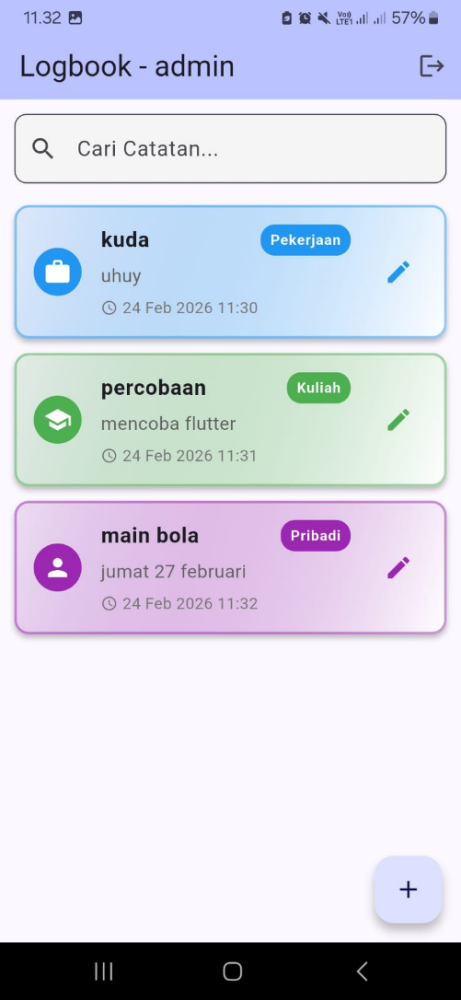 11.32 57%
Logbook - admin
Cari Catatan...
kuda Pekerjaan
uhuy
24 Feb 2026 11:30
percobaan Kuliah
mencoba flutter
24 Feb 2026 11:31
main bola Pribadi
jumat 27 februari
24 Feb 2026 11:32